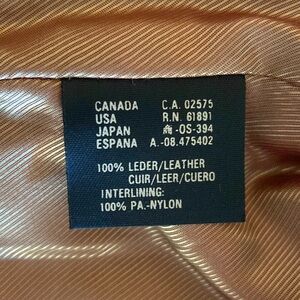 CANADA C.A. 02575
USA R.N. 61891
JAPAN -OS-394
ESPANA A.-08.475402
100% LEDER/LEATHER
CUIR/LEER/CUERO
INTERLINING:
100% PA.-NYLON